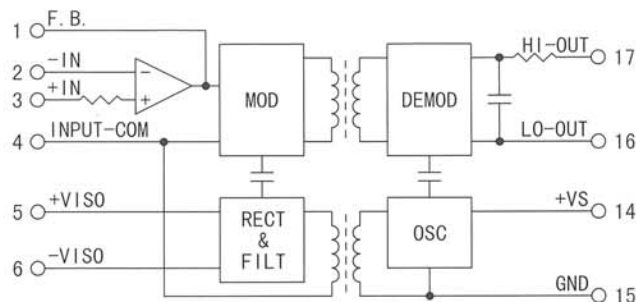 1 F.B.
2 -IN
3 +IN
4 INPUT-COM
5 +VISO
6 -VISO
− +
MOD
DEMOD
RECT
&
FILT
OSC
HI-OUT 17
LO-OUT 16
+VS 14
GND 15